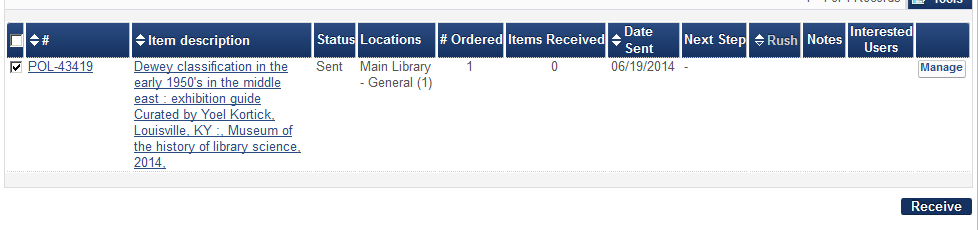 Tools
# Item description Status Locations # Ordered Items Received Date Sent Next Step Rush Notes Interested Users
POL-43419 Dewey classification in the Sent Main Library 1 0 06/19/2014 - Manage
early 1950's in the middle - General (1)
east : exhibition guide
Curated by Yoel Kortick,
Louisville, KY :, Museum of
the history of library science,
2014,
Receive